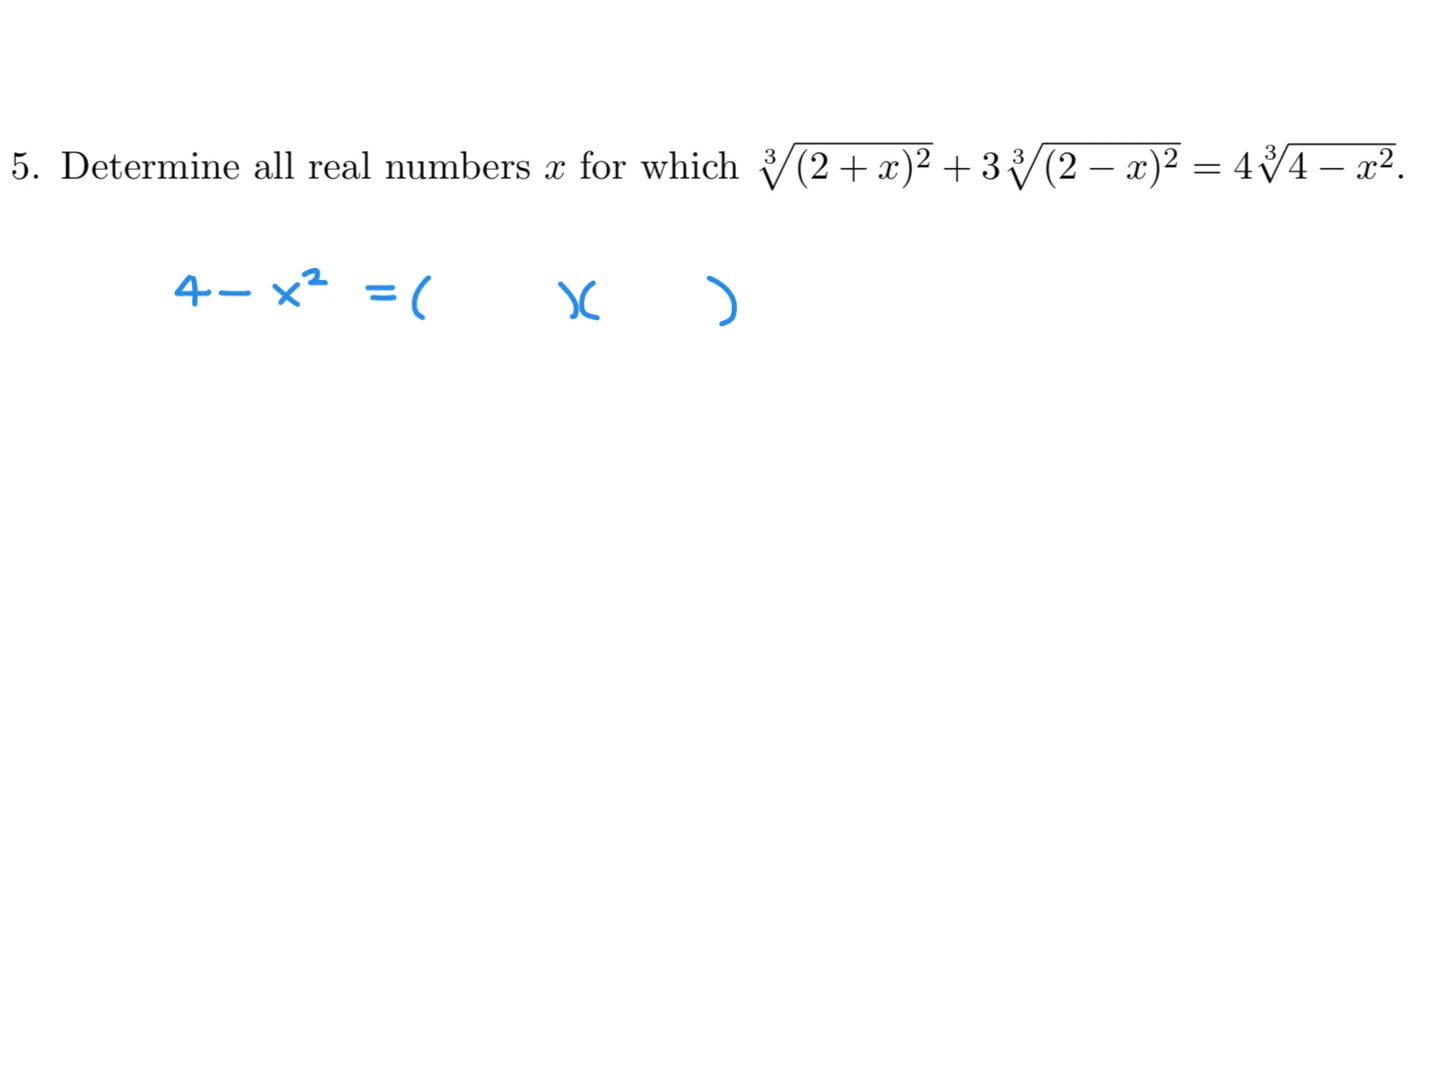 5. Determine all real numbers x for which ∛(2 + x)² + 3∛(2 − x)² = 4∛4 − x².
4 − x² = (        )(        )